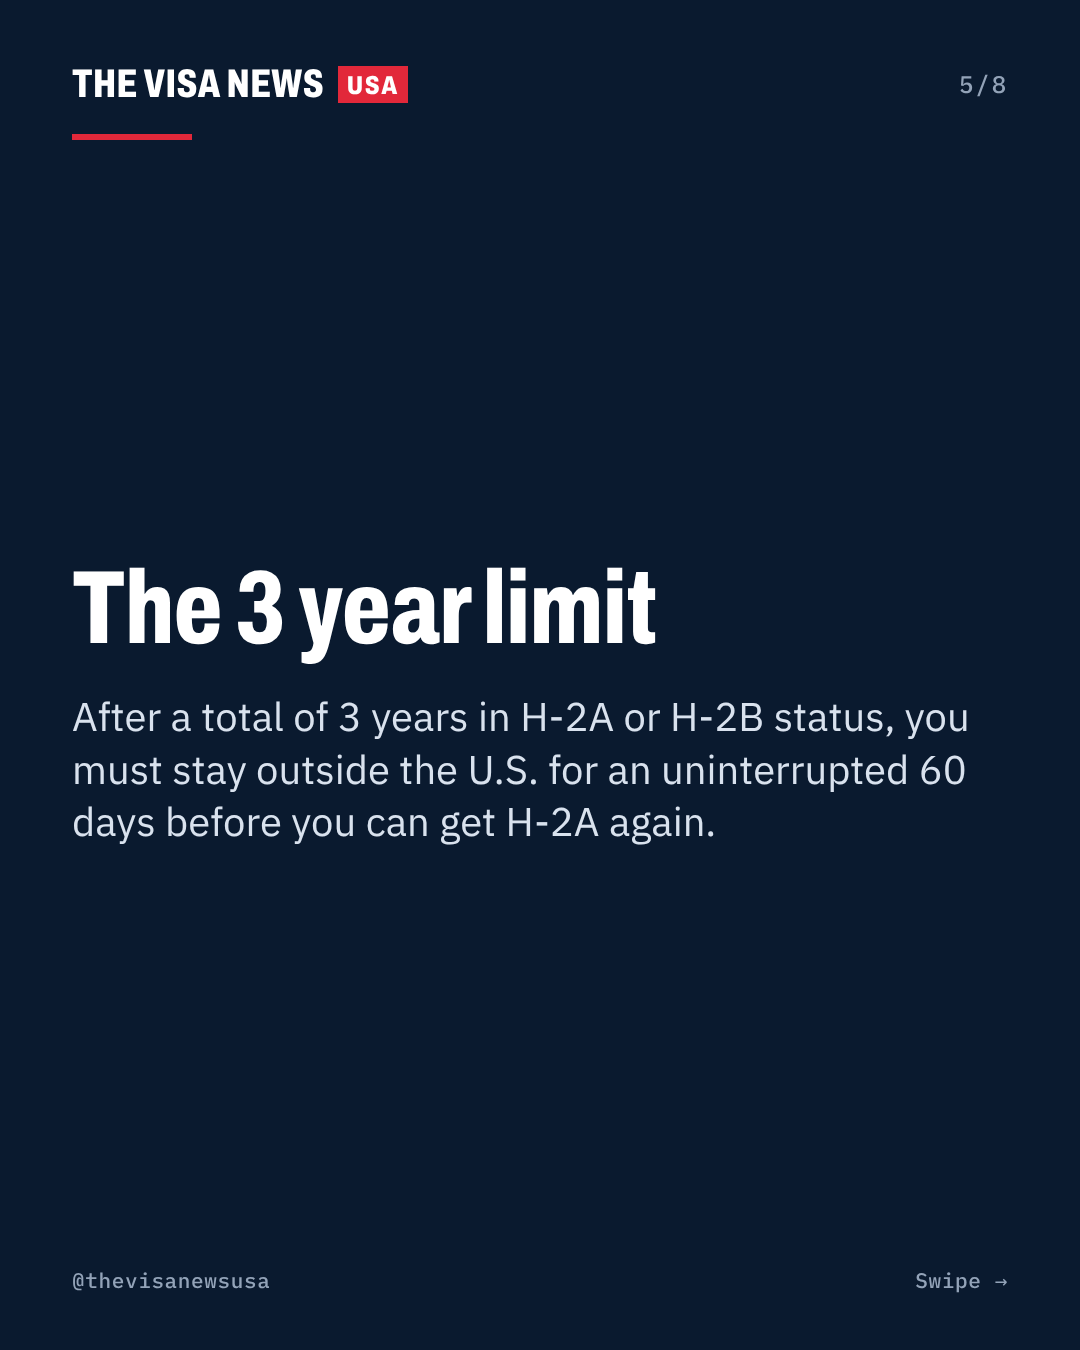 THE VISA NEWS USA
5/8
The 3 year limit
After a total of 3 years in H-2A or H-2B status, you
must stay outside the U.S. for an uninterrupted 60
days before you can get H-2A again.
@thevisanewsusa
Swipe →